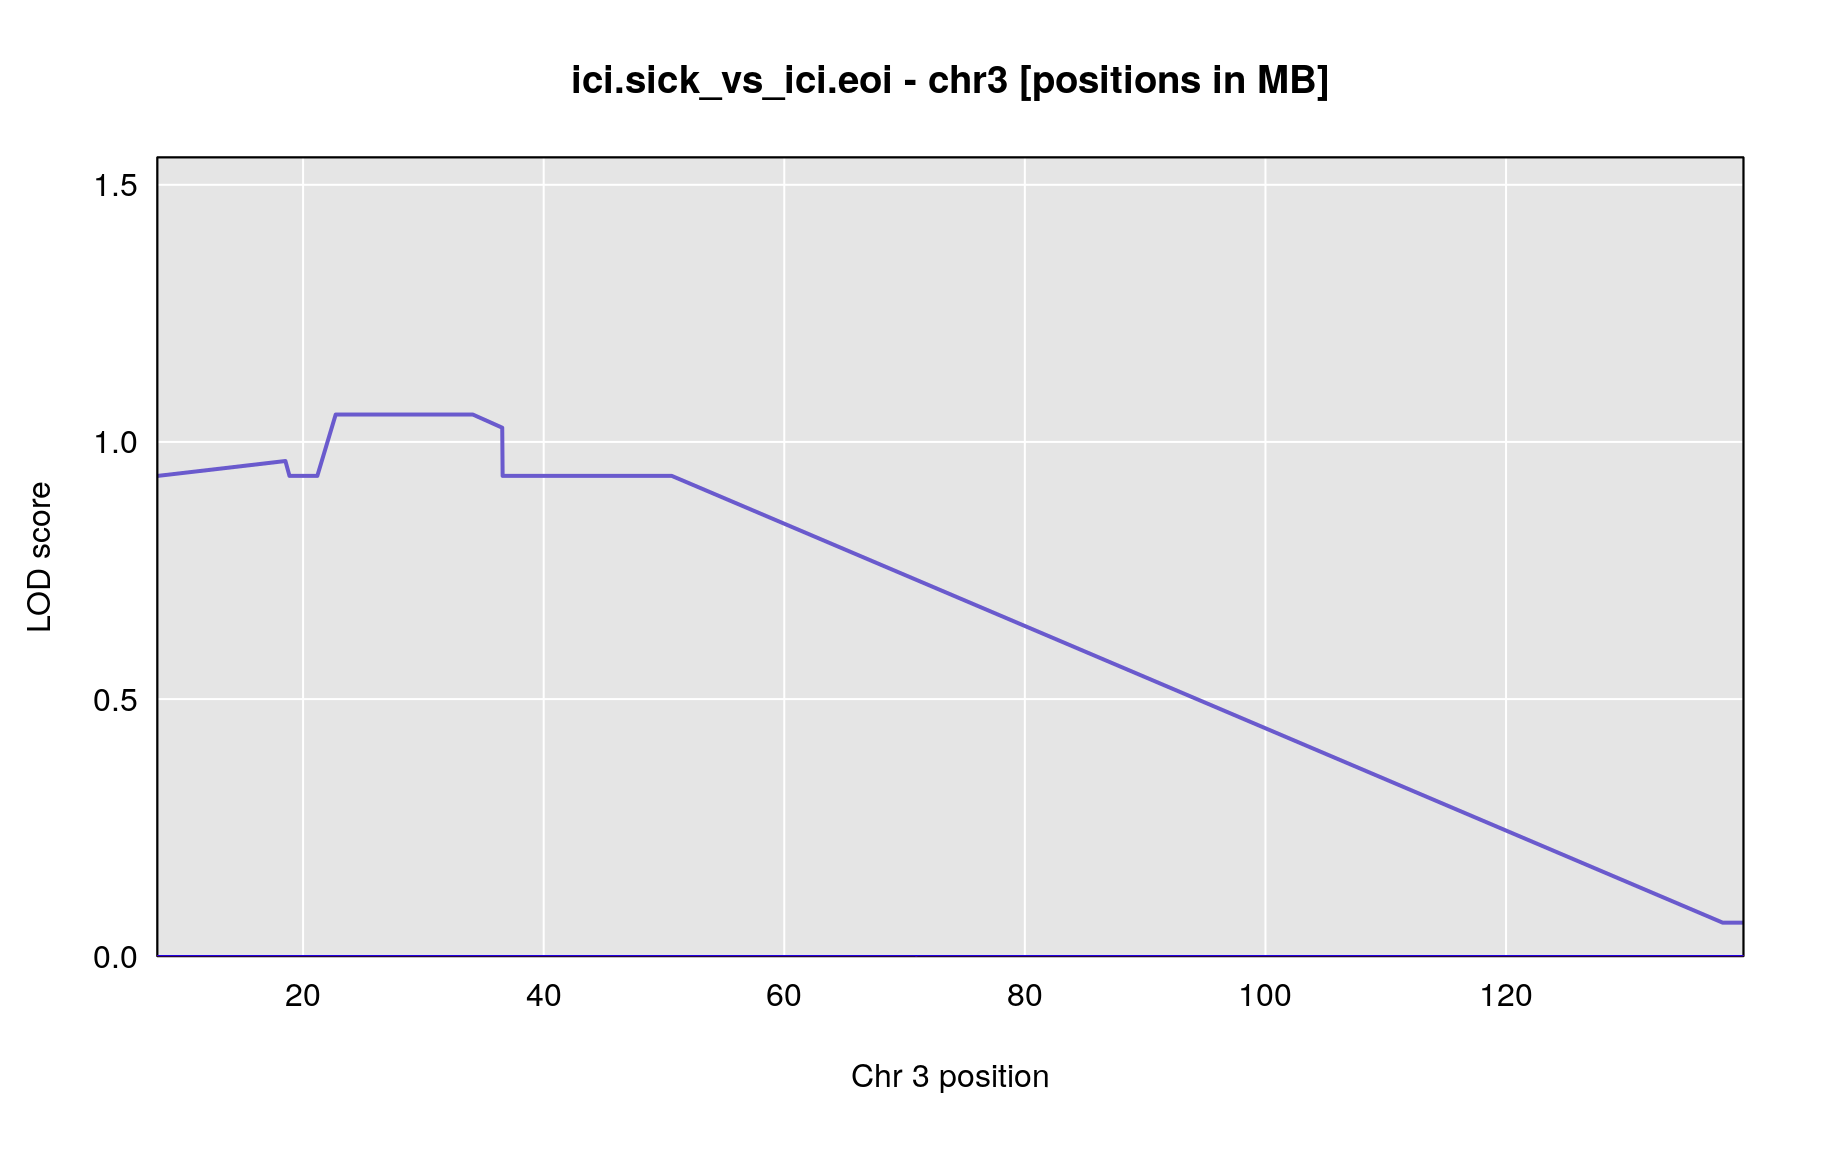 ici.sick_vs_ici.eoi - chr3 [positions in MB]
1.5
1.0
0.5
0.0
LOD score
20 40 60 80 100 120
Chr 3 position